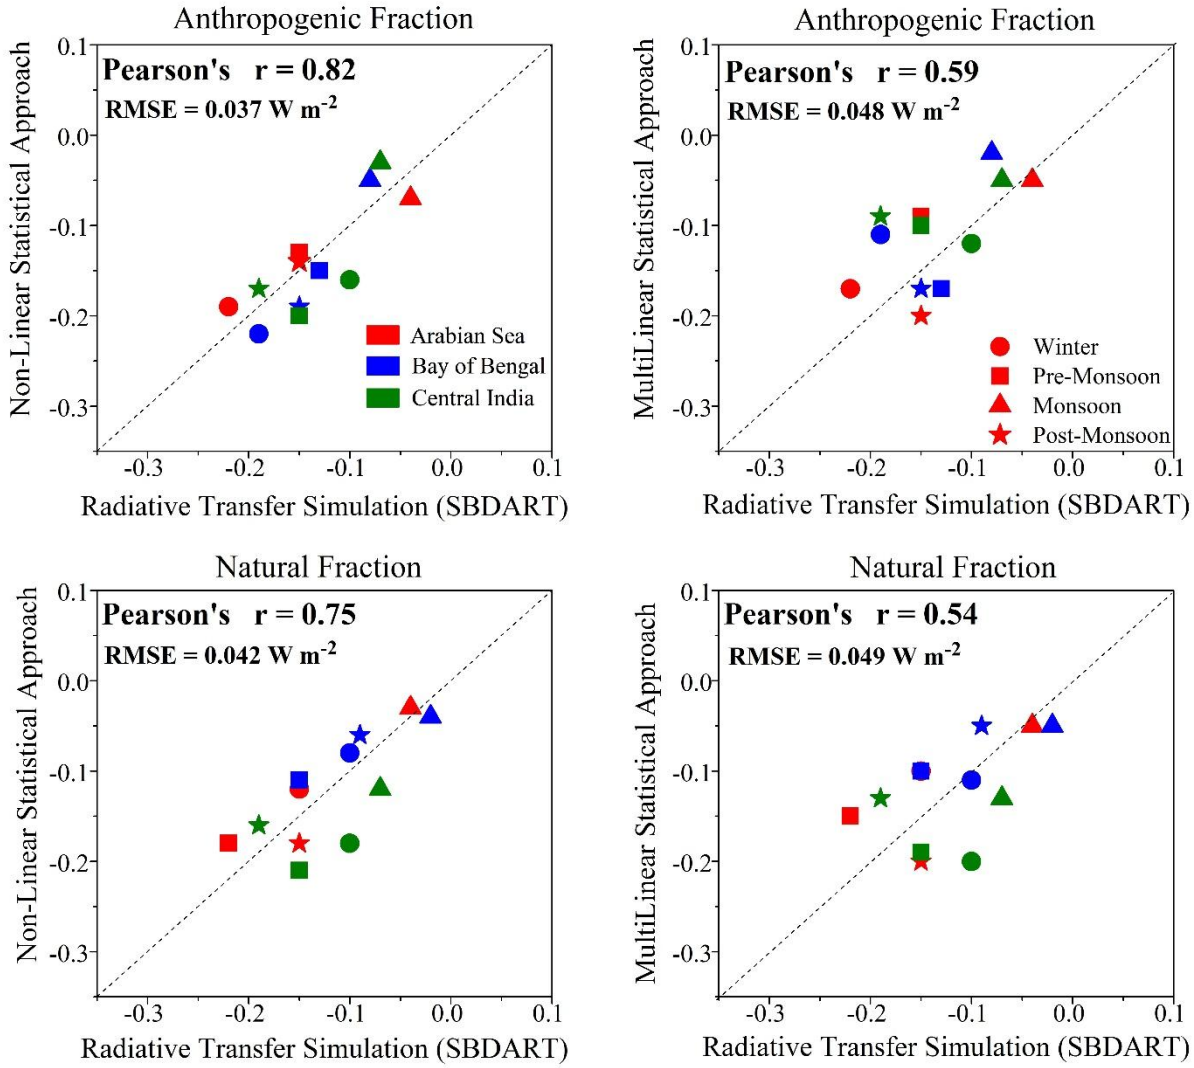 Anthropogenic Fraction
Pearson's r = 0.82
RMSE = 0.037 W m-2
Non-Linear Statistical Approach
0.1
0.0
-0.1
-0.2
-0.3
Arabian Sea
Bay of Bengal
Central India
-0.3 -0.2 -0.1 0.0 0.1
Radiative Transfer Simulation (SBDART)
Anthropogenic Fraction
Pearson's r = 0.59
RMSE = 0.048 W m-2
MultiLinear Statistical Approach
0.1
0.0
-0.1
-0.2
-0.3
Winter
Pre-Monsoon
Monsoon
Post-Monsoon
-0.3 -0.2 -0.1 0.0 0.1
Radiative Transfer Simulation (SBDART)
Natural Fraction
Pearson's r = 0.75
RMSE = 0.042 W m-2
Non-Linear Statistical Approach
0.1
0.0
-0.1
-0.2
-0.3
-0.3 -0.2 -0.1 0.0 0.1
Radiative Transfer Simulation (SBDART)
Natural Fraction
Pearson's r = 0.54
RMSE = 0.049 W m-2
MultiLinear Statistical Approach
0.1
0.0
-0.1
-0.2
-0.3
-0.3 -0.2 -0.1 0.0 0.1
Radiative Transfer Simulation (SBDART)